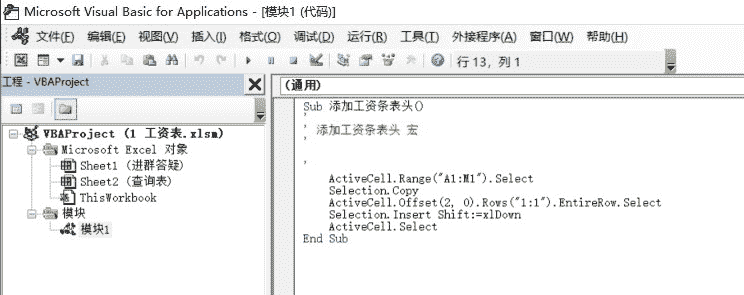 Microsoft Visual Basic for Applications - [模块1 (代码)]
文件(F) 编辑(E) 视图(V) 插入(I) 格式(O) 调试(D) 运行(R) 工具(T) 外接程序(A) 窗口(W) 帮助(H)
行 13，列 1
工程 - VBAProject
(通用)
VBAProject (1 工资表.xlsm)
Microsoft Excel 对象
Sheet1 (进群答疑)
Sheet2 (查询表)
ThisWorkbook
模块
模块1
Sub 添加工资条表头()
'
' 添加工资条表头 宏
'
'
ActiveCell.Range("A1:M1").Select
Selection.Copy
ActiveCell.Offset(2, 0).Rows("1:1").EntireRow.Select
Selection.Insert Shift:=xlDown
ActiveCell.Select
End Sub